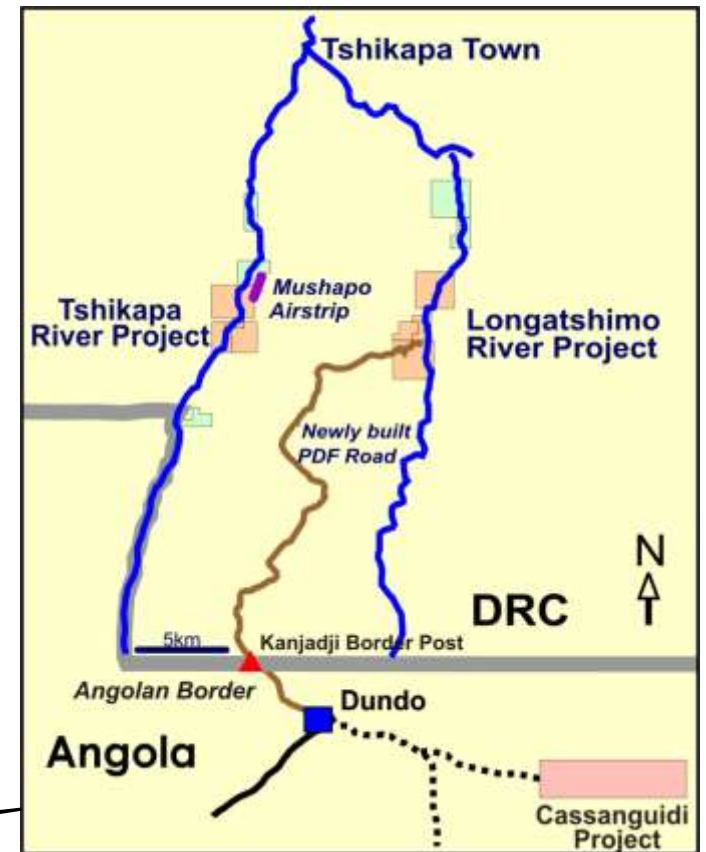 Tshikapa Town
Mushapo
Airstrip
Tshikapa
River Project
Longatshimo
River Project
Newly built
PDF Road
N
DRC
5km
Kanjadji Border Post
Angolan Border
Dundo
Angola
Cassanguidi
Project